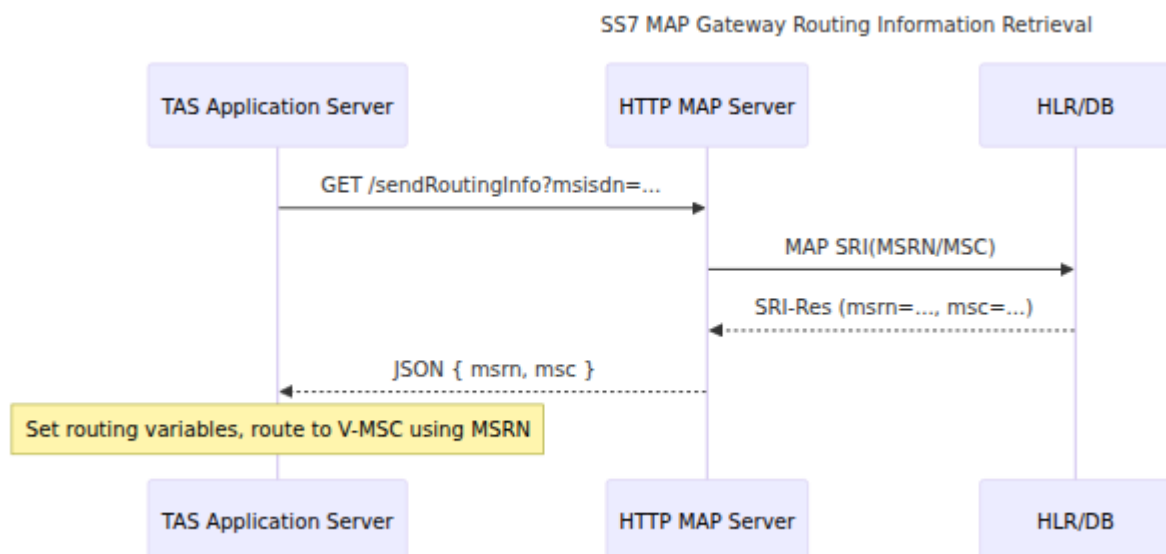 SS7 MAP Gateway Routing Information Retrieval
TAS Application Server
HTTP MAP Server
HLR/DB
GET /sendRoutingInfo?msisdn=...
MAP SRI(MSRN/MSC)
SRI-Res (msrn=..., msc=...)
JSON { msrn, msc }
Set routing variables, route to V-MSC using MSRN
TAS Application Server
HTTP MAP Server
HLR/DB